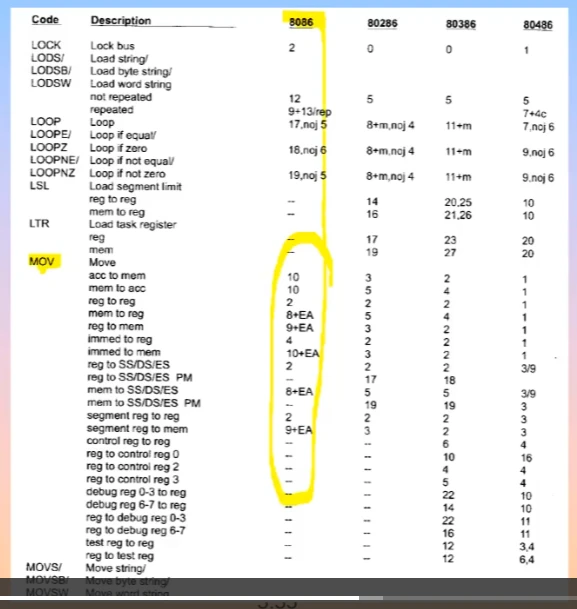 Code Description 8086 80286 80386 80486
LOCK Lock bus 2 0 0 1
LODS/ Load string/
LODSB/ Load byte string/
LODSW Load word string
not repeated 12 5 5 5
repeated 9+13/rep 7+4c
LOOP Loop 17,noj 5 8+m,noj 4 11+m 7,noj 6
LOOPE/ Loop if equal/
LOOPZ Loop if zero 18,noj 6 8+m,noj 4 11+m 9,noj 6
LOOPNE/ Loop if not equal/
LOOPNZ Loop if not zero 19,noj 5 8+m,noj 4 11+m 9,noj 6
LSL Load segment limit
reg to reg -- 14 20,25 10
mem to reg -- 16 21,26 10
LTR Load task register
reg -- 17 23 20
mem -- 19 27 20
MOV Move
acc to mem 10 3 2 1
mem to acc 10 5 4 1
reg to reg 2 2 2 1
mem to reg 8+EA 5 4 1
reg to mem 9+EA 3 2 1
immed to reg 4 2 2 1
immed to mem 10+EA 3 2 1
reg to SS/DS/ES 2 2 2 3/9
reg to SS/DS/ES PM -- 17 18
mem to SS/DS/ES 8+EA 5 5 3/9
mem to SS/DS/ES PM -- 19 19 3
segment reg to reg 2 2 2 3
segment reg to mem 9+EA 3 2 3
control reg to reg -- -- 6 4
reg to control reg 0 -- -- 10 16
reg to control reg 2 -- -- 4 4
reg to control reg 3 -- -- 5 4
debug reg 0-3 to reg -- -- 22 10
debug reg 6-7 to reg -- -- 14 10
reg to debug reg 0-3 -- -- 22 11
reg to debug reg 6-7 -- -- 16 11
test reg to reg -- -- 12 3,4
reg to test reg -- -- 12 6,4
MOVS/ Move string/
MOVSB/ Move byte string/
MOVSW Move word string